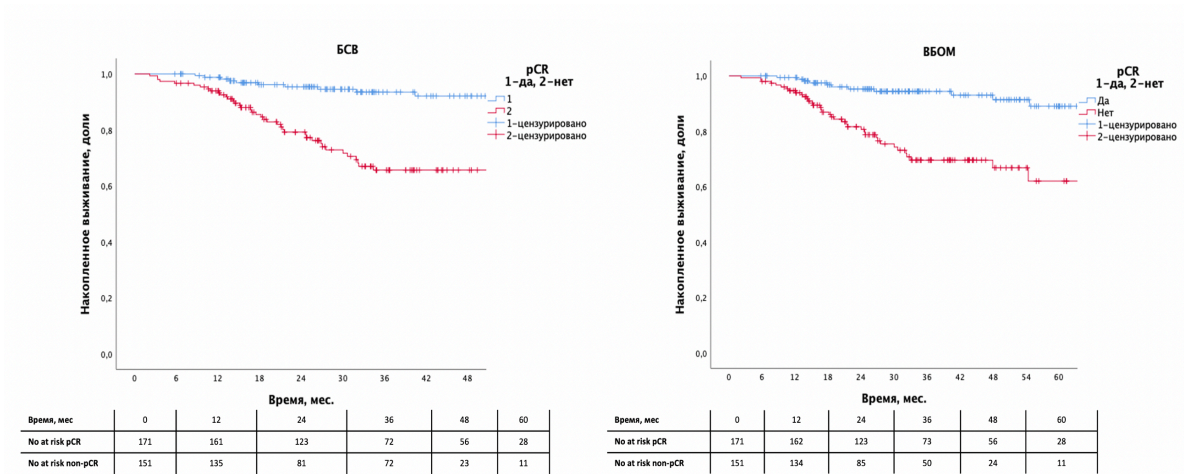 БСВ
pCR
1-да, 2-нет
1
2
1-цензурировано
2-цензурировано
Накопленное выживание, доли
1,0
0,8
0,6
0,4
0,2
0,0
0 6 12 18 24 30 36 42 48
Время, мес.
Время, мес 0 12 24 36 48 60
No at risk pCR 171 161 123 72 56 28
No at risk non-pCR 151 135 81 72 23 11
ВБОМ
pCR
1-да, 2-нет
Да
Нет
1-цензурировано
2-цензурировано
Накопленное выживание, доли
1,0
0,8
0,6
0,4
0,2
0,0
0 6 12 18 24 30 36 42 48 54 60
Время, мес.
Время, мес 0 12 24 36 48 60
No at risk pCR 171 162 123 73 56 28
No at risk non-pCR 151 134 85 50 24 11